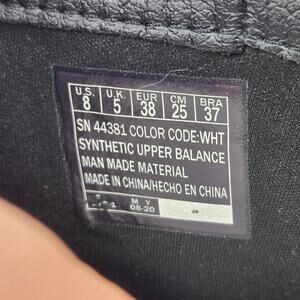 U.S. U.K. EUR CM BRA
8 5 38 25 37
SN 44381 COLOR CODE:WHT
SYNTHETIC UPPER BALANCE
MAN MADE MATERIAL
MADE IN CHINA/HECHO EN CHINA
M Y
08-20